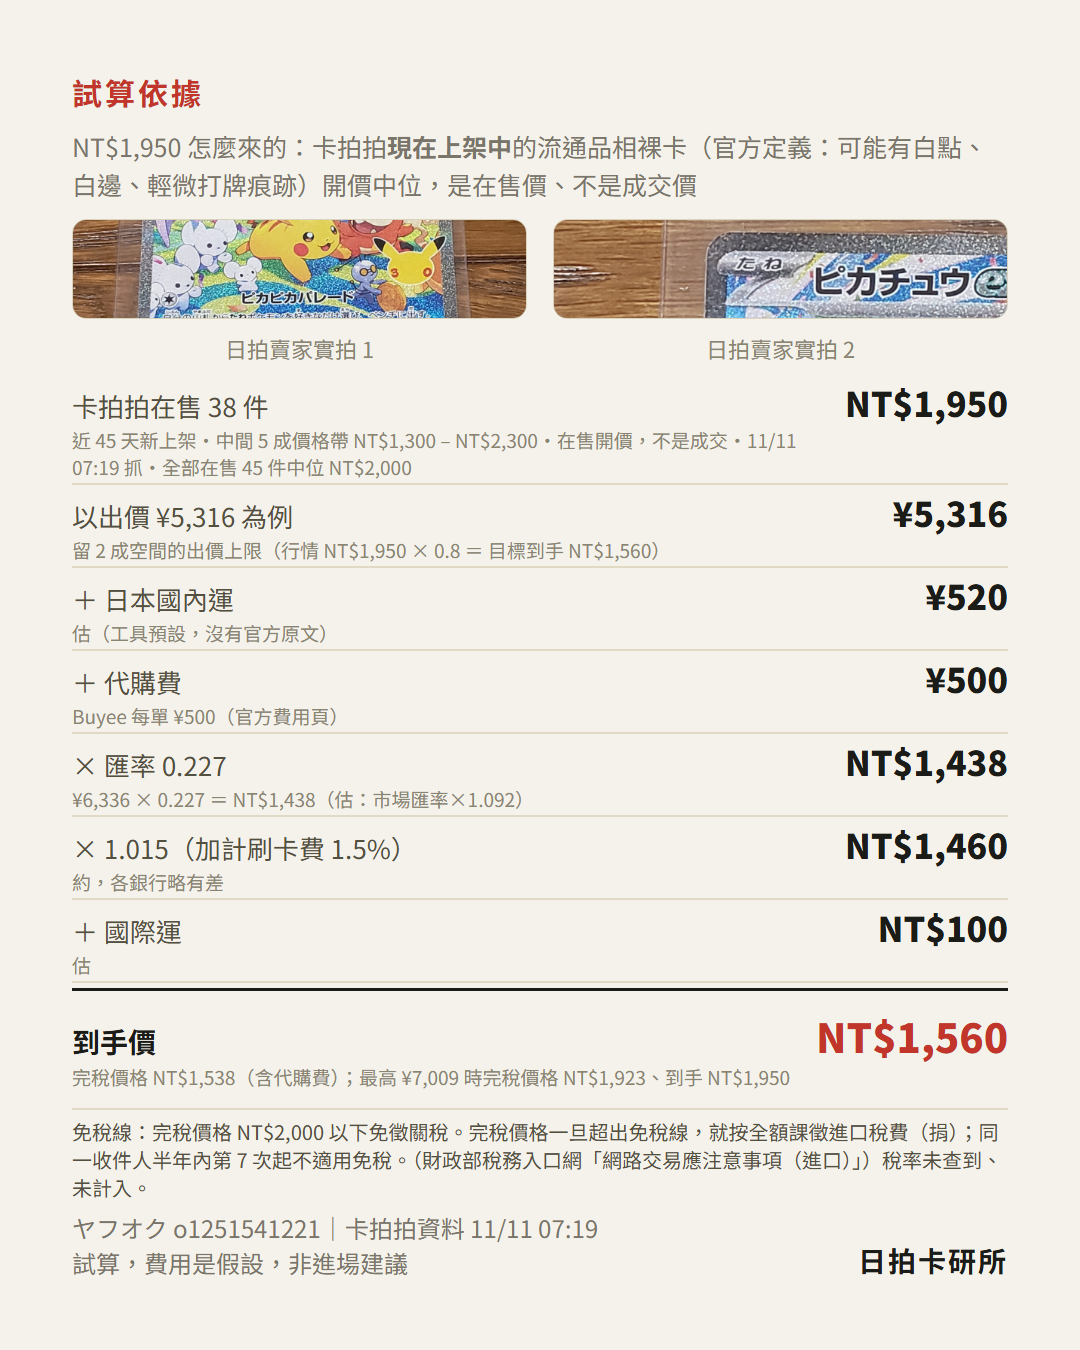 試算依據
NT$1,950 怎麼來的：卡拍拍現在上架中的流通品相裸卡（官方定義：可能有白點、
白邊、輕微打牌痕跡）開價中位，是在售價、不是成交價
ピカピカパレード
たね
ピカチュウ
日拍賣家實拍 1
日拍賣家實拍 2
卡拍拍在售 38 件
NT$1,950
近 45 天新上架・中間 5 成價格帶 NT$1,300 – NT$2,300・在售開價，不是成交・11/11
07:19 抓・全部在售 45 件中位 NT$2,000
以出價 ¥5,316 為例
¥5,316
留 2 成空間的出價上限（行情 NT$1,950 × 0.8 ＝ 目標到手 NT$1,560）
＋ 日本國內運
¥520
估（工具預設，沒有官方原文）
＋ 代購費
¥500
Buyee 每單 ¥500（官方費用頁）
× 匯率 0.227
NT$1,438
¥6,336 × 0.227 ＝ NT$1,438（估：市場匯率×1.092）
× 1.015（加計刷卡費 1.5%）
NT$1,460
約，各銀行略有差
＋ 國際運
NT$100
估
到手價
NT$1,560
完稅價格 NT$1,538（含代購費）；最高 ¥7,009 時完稅價格 NT$1,923、到手 NT$1,950
免稅線：完稅價格 NT$2,000 以下免徵關稅。完稅價格一旦超出免稅線，就按全額課徵進口稅費（捐）；同
一收件人半年內第 7 次起不適用免稅。（財政部稅務入口網「網路交易應注意事項（進口）」）稅率未查到、
未計入。
ヤフオク o1251541221｜卡拍拍資料 11/11 07:19
試算，費用是假設，非進場建議
日拍卡研所